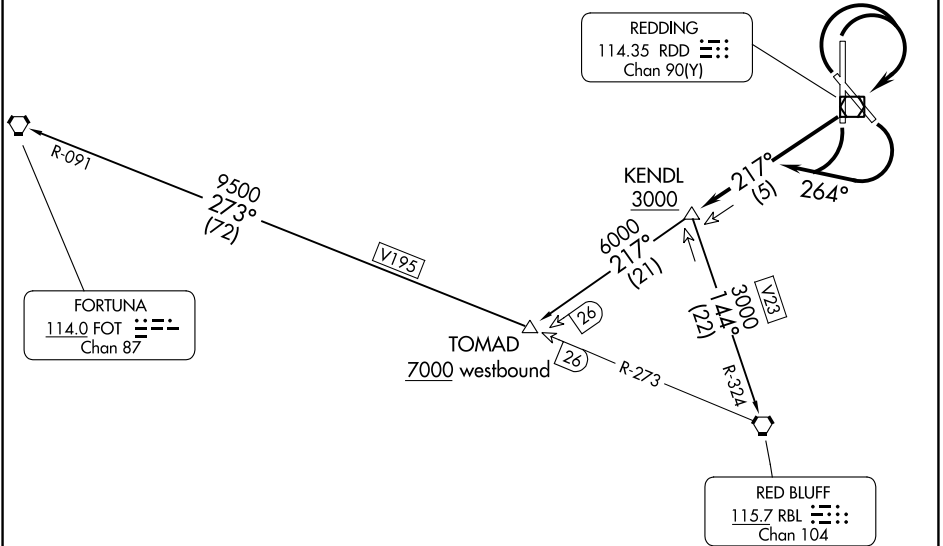 REDDING
114.35 RDD
Chan 90(Y)
R-091
9500
273°
(72)
V195
FORTUNA
114.0 FOT
Chan 87
KENDL
3000
217°
(5)
264°
6000
217°
(21)
26
TOMAD
7000 westbound
26
R-273
3000
144°
(22)
V23
R-324
RED BLUFF
115.7 RBL
Chan 104